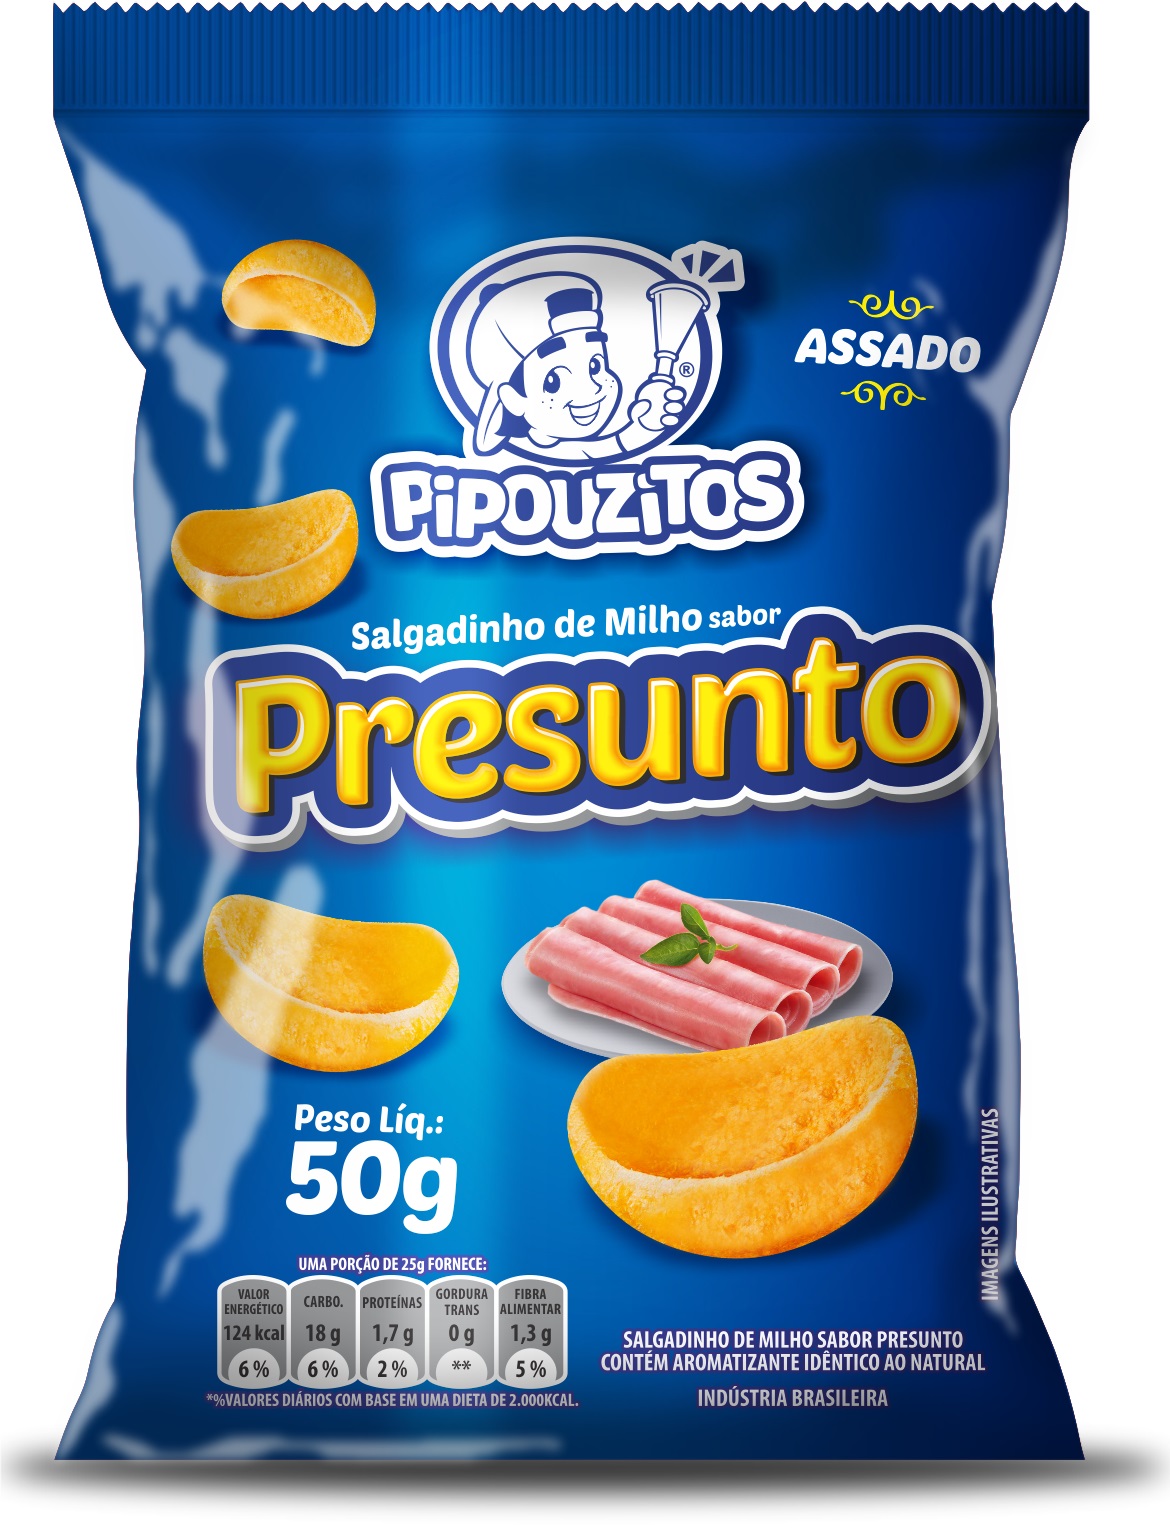 ASSADO
®
PiPOUZiTOS
Salgadinho de Milho sabor
Presunto
Peso Líq.:
50g
IMAGENS ILUSTRATIVAS
UMA PORÇÃO DE 25g FORNECE:
VALOR ENERGÉTICO
124 kcal
6 %
CARBO.
18 g
6 %
PROTEÍNAS
1,7 g
2 %
GORDURA TRANS
0 g
**
FIBRA ALIMENTAR
1,3 g
5 %
*%VALORES DIÁRIOS COM BASE EM UMA DIETA DE 2.000KCAL.
SALGADINHO DE MILHO SABOR PRESUNTO
CONTÉM AROMATIZANTE IDÊNTICO AO NATURAL
INDÚSTRIA BRASILEIRA